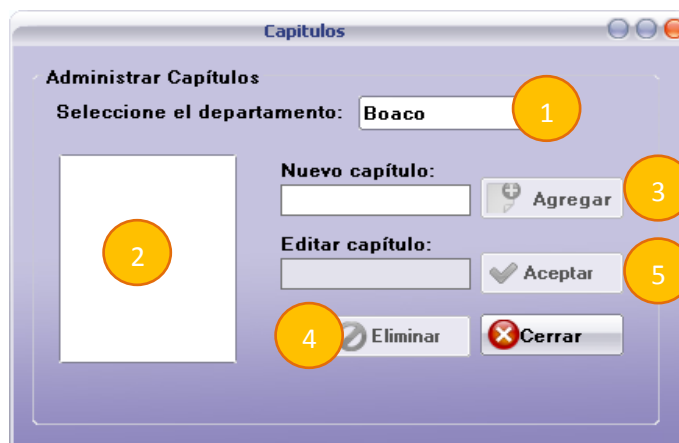 Capitulos
Administrar Capítulos
Seleccione el departamento: Boaco 1
2
Nuevo capítulo:
Agregar 3
Editar capítulo:
Aceptar 5
4 Eliminar Cerrar